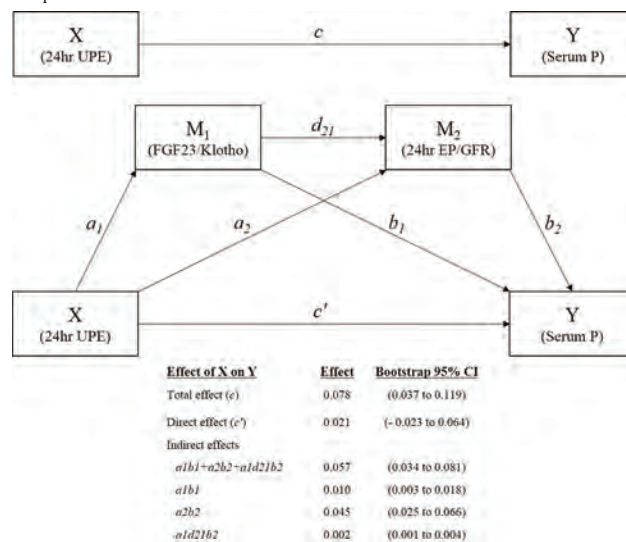 X
(24hr UPE)
c
Y
(Serum P)
M₁
(FGF23/Klotho)
d₂₁
M₂
(24hr EP/GFR)
a₁
a₂
b₁
b₂
X
(24hr UPE)
c'
Y
(Serum P)
Effect of X on Y Effect Bootstrap 95% CI
Total effect (c) 0.078 (0.037 to 0.119)
Direct effect (c') 0.021 (- 0.023 to 0.064)
Indirect effects
a1b1+a2b2+a1d21b2 0.057 (0.034 to 0.081)
a1b1 0.010 (0.003 to 0.018)
a2b2 0.045 (0.025 to 0.066)
a1d21b2 0.002 (0.001 to 0.004)